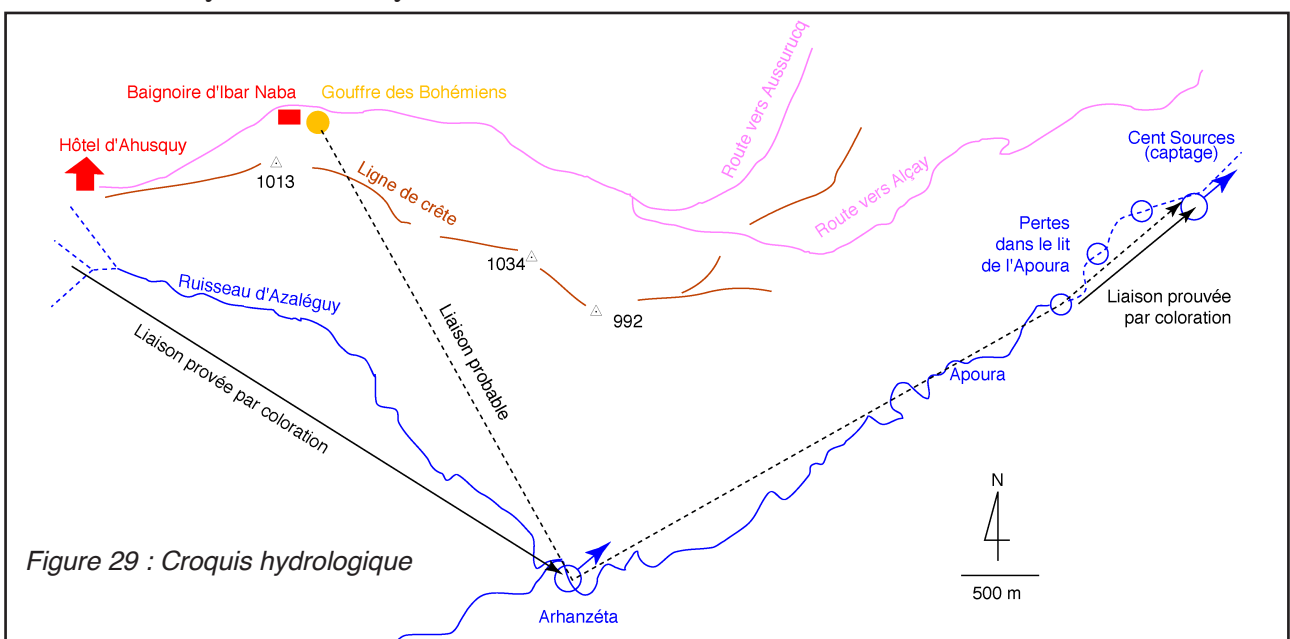 Route vers Aussurucq
Baignoire d'Ibar Naba
Gouffre des Bohémiens
Hôtel d'Ahusquy
Cent Sources
(captage)
1013
Ligne de crête
Route vers Alçay
Pertes
dans le lit
de l'Apoura
1034
Ruisseau d'Azaléguy
992
Liaison prouvée
par coloration
Liaison provée par coloration
Liaison probable
Apoura
N
500 m
Figure 29 : Croquis hydrologique
Arhanzéta